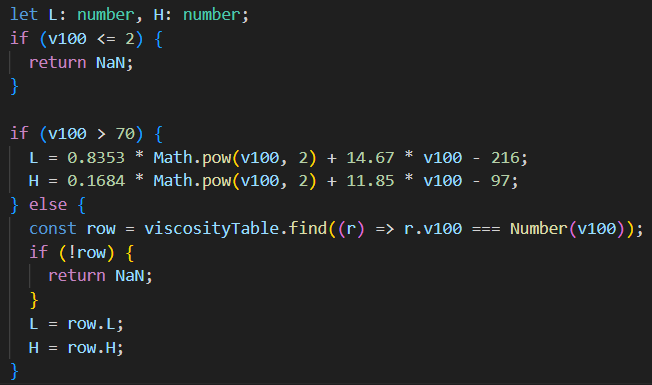 let L: number, H: number;
if (v100 <= 2) {
  return NaN;
}

if (v100 > 70) {
  L = 0.8353 * Math.pow(v100, 2) + 14.67 * v100 - 216;
  H = 0.1684 * Math.pow(v100, 2) + 11.85 * v100 - 97;
} else {
  const row = viscosityTable.find((r) => r.v100 === Number(v100));
  if (!row) {
    return NaN;
  }
  L = row.L;
  H = row.H;
}